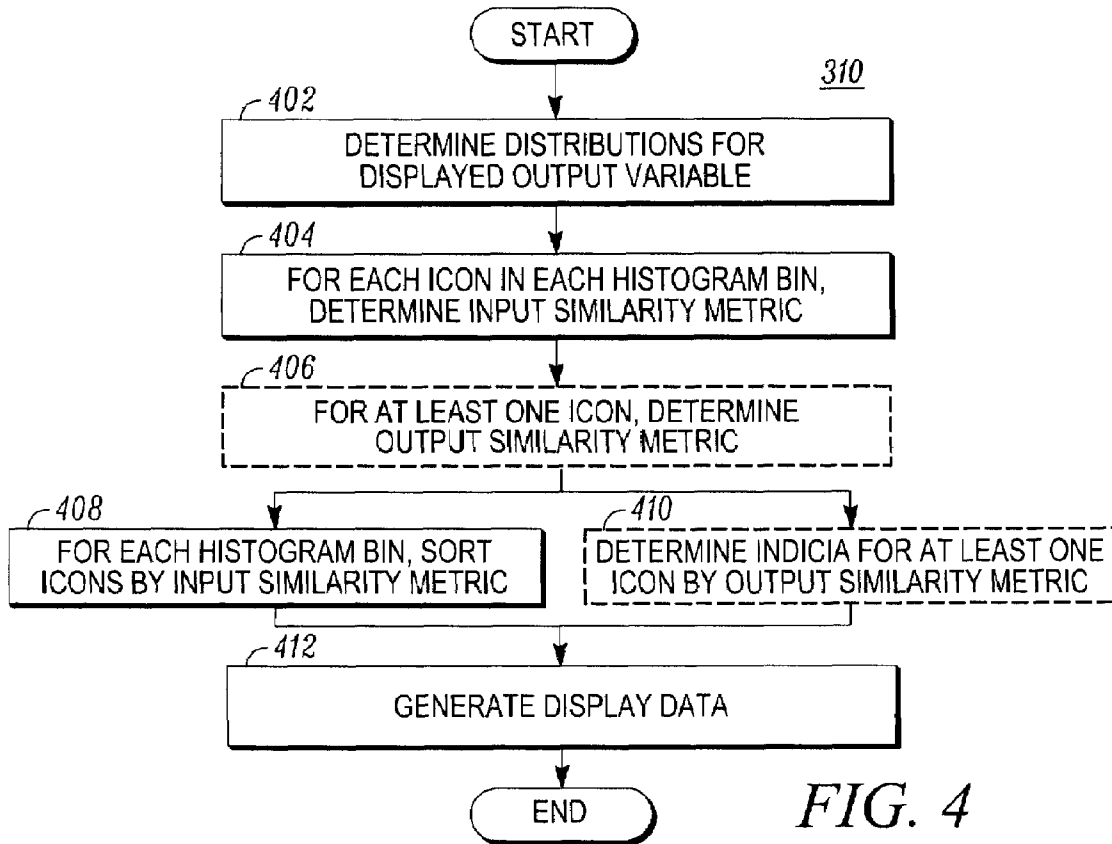 START
310
402
DETERMINE DISTRIBUTIONS FOR
DISPLAYED OUTPUT VARIABLE
404
FOR EACH ICON IN EACH HISTOGRAM BIN,
DETERMINE INPUT SIMILARITY METRIC
406
FOR AT LEAST ONE ICON, DETERMINE
OUTPUT SIMILARITY METRIC
408
FOR EACH HISTOGRAM BIN, SORT
ICONS BY INPUT SIMILARITY METRIC
410
DETERMINE INDICIA FOR AT LEAST ONE
ICON BY OUTPUT SIMILARITY METRIC
412
GENERATE DISPLAY DATA
END
FIG. 4